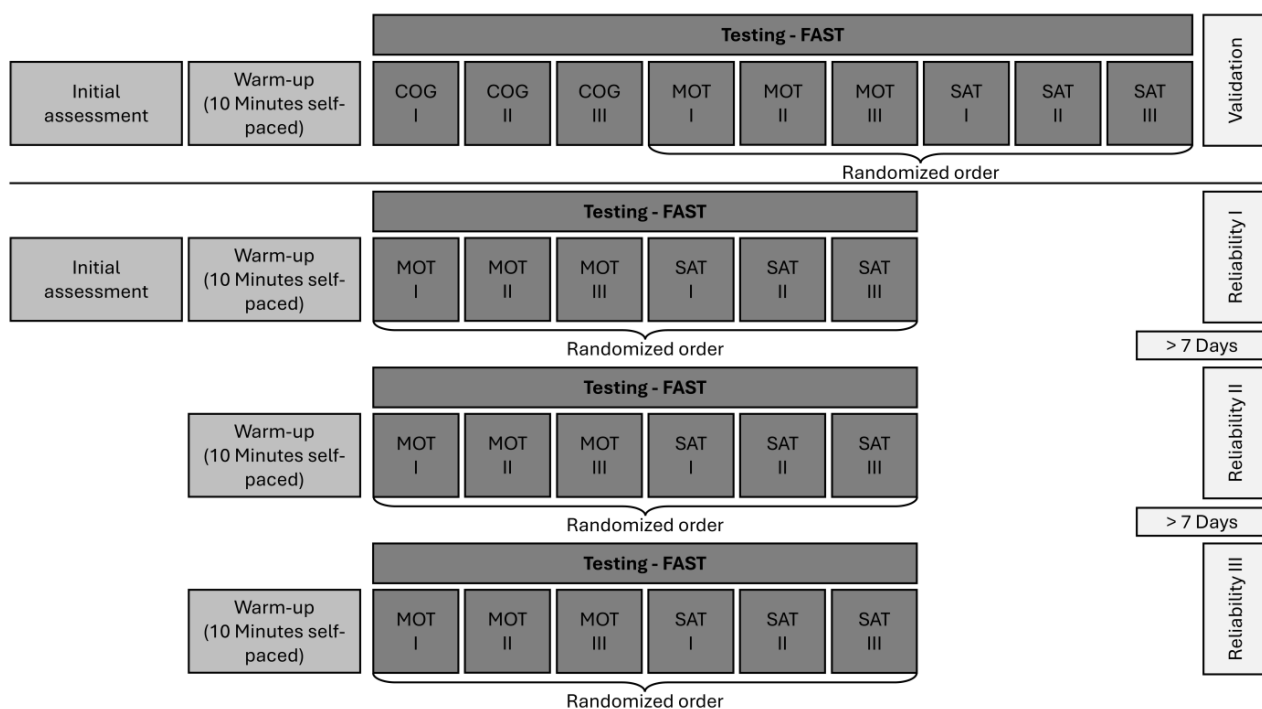 Testing - FAST
Validation
Initial
assessment
Warm-up
(10 Minutes self-
paced)
COG
I
COG
II
COG
III
MOT
I
MOT
II
MOT
III
SAT
I
SAT
II
SAT
III
Randomized order
Testing - FAST
Reliability I
Initial
assessment
Warm-up
(10 Minutes self-
paced)
MOT
I
MOT
II
MOT
III
SAT
I
SAT
II
SAT
III
Randomized order
> 7 Days
Testing - FAST
Reliability II
Warm-up
(10 Minutes self-
paced)
MOT
I
MOT
II
MOT
III
SAT
I
SAT
II
SAT
III
Randomized order
> 7 Days
Testing - FAST
Reliability III
Warm-up
(10 Minutes self-
paced)
MOT
I
MOT
II
MOT
III
SAT
I
SAT
II
SAT
III
Randomized order